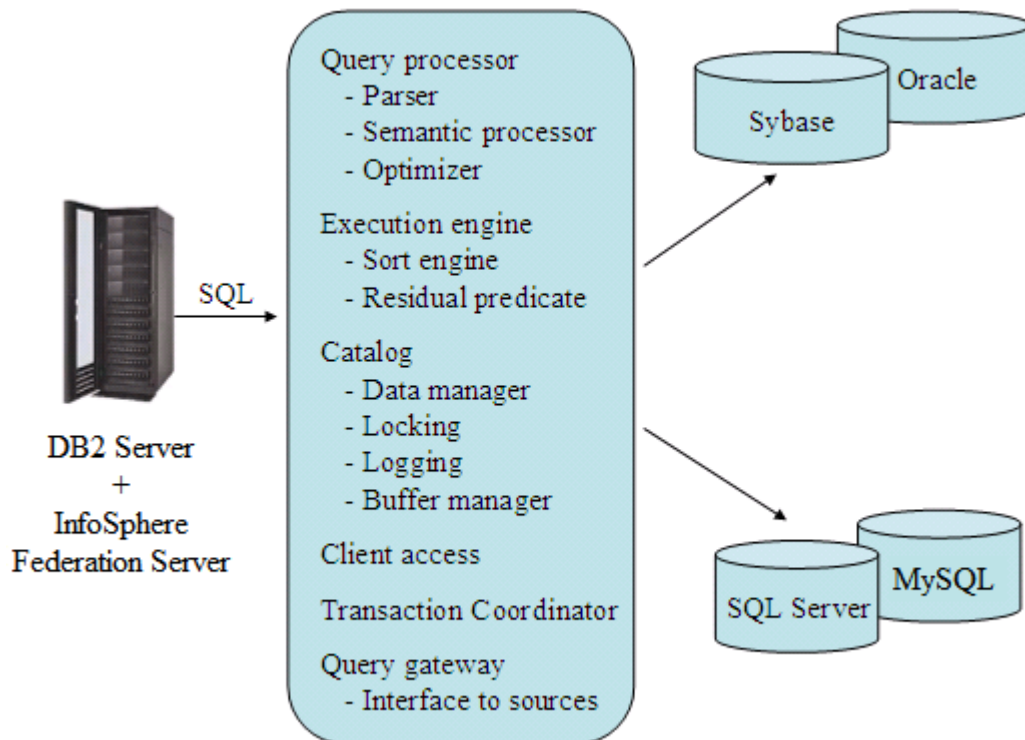 DB2 Server
+
InfoSphere
Federation Server
SQL
Query processor
- Parser
- Semantic processor
- Optimizer
Execution engine
- Sort engine
- Residual predicate
Catalog
- Data manager
- Locking
- Logging
- Buffer manager
Client access
Transaction Coordinator
Query gateway
- Interface to sources
Oracle
Sybase
MySQL
SQL Server